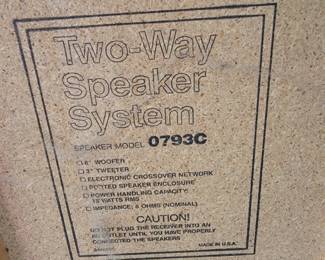 Two-Way
Speaker
System
SPEAKER MODEL 0793C
6" WOOFER
3" TWEETER
ELECTRONIC CROSSOVER NETWORK
SPEAKER ENCLOSURE
POWER HANDLING CAPACITY:
WATTS RMS
IMPEDANCE: 8 OHMS (NOMINAL)
CAUTION!
DO NOT PLUG THE RECEIVER INTO AN
OUTLET UNTIL YOU HAVE PROPERLY
CONNECTED THE SPEAKERS
MADE IN U.S.A.